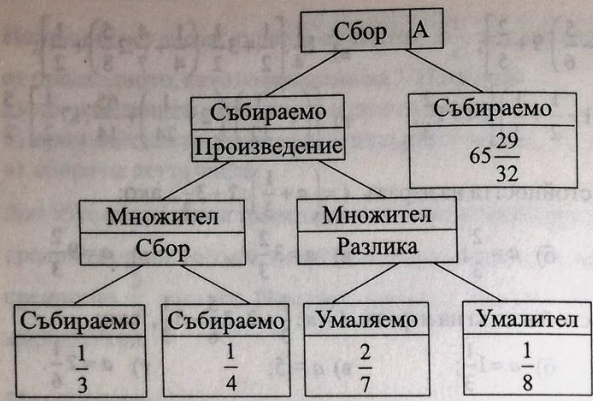 Сбор А
Събираемо
Произведение
Събираемо
65 29/32
Множител
Сбор
Множител
Разлика
Събираемо
1/3
Събираемо
1/4
Умаляемо
2/7
Умалител
1/8